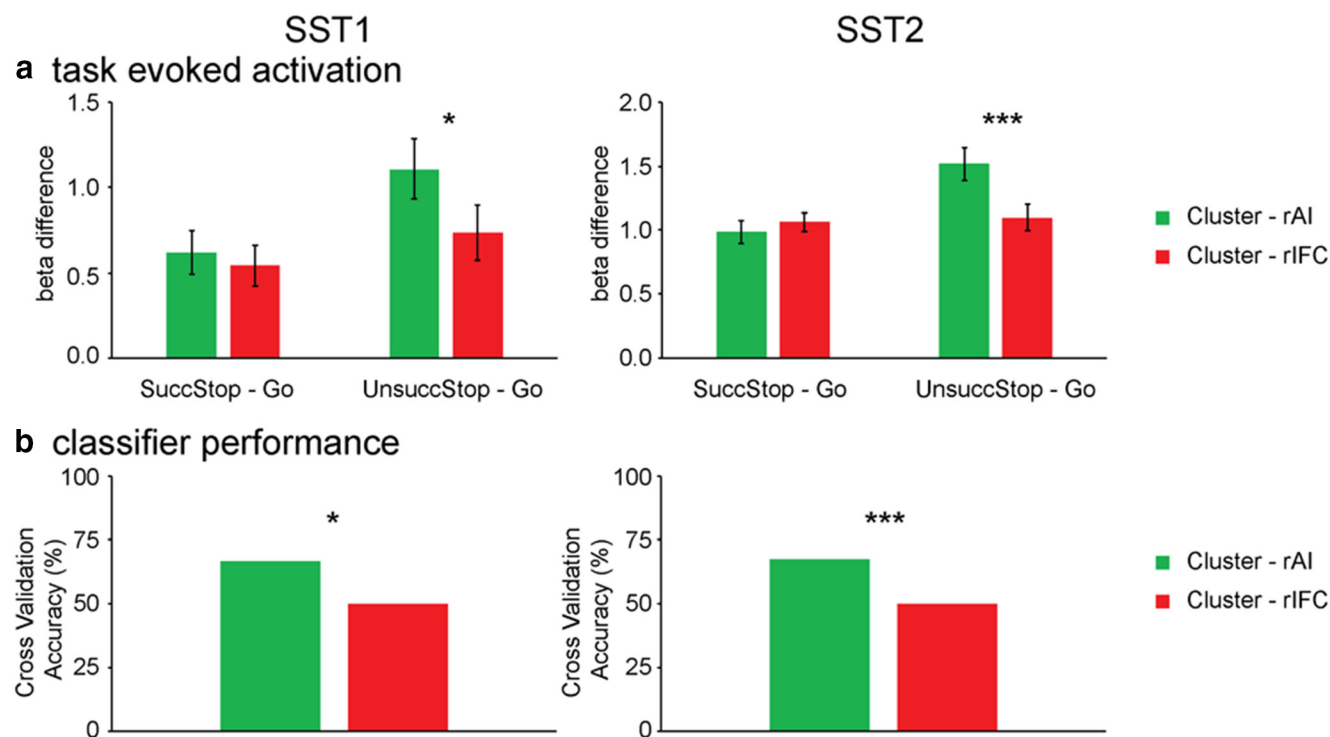 SST1
SST2
a task evoked activation
beta difference
1.5
1.0
0.5
0.0
*
SuccStop - Go
UnsuccStop - Go
beta difference
2.0
1.5
1.0
0.5
0.0
***
SuccStop - Go
UnsuccStop - Go
Cluster - rAI
Cluster - rIFC
b classifier performance
Cross Validation
Accuracy (%)
100
75
50
25
0
*
Cross Validation
Accuracy (%)
100
75
50
25
0
***
Cluster - rAI
Cluster - rIFC